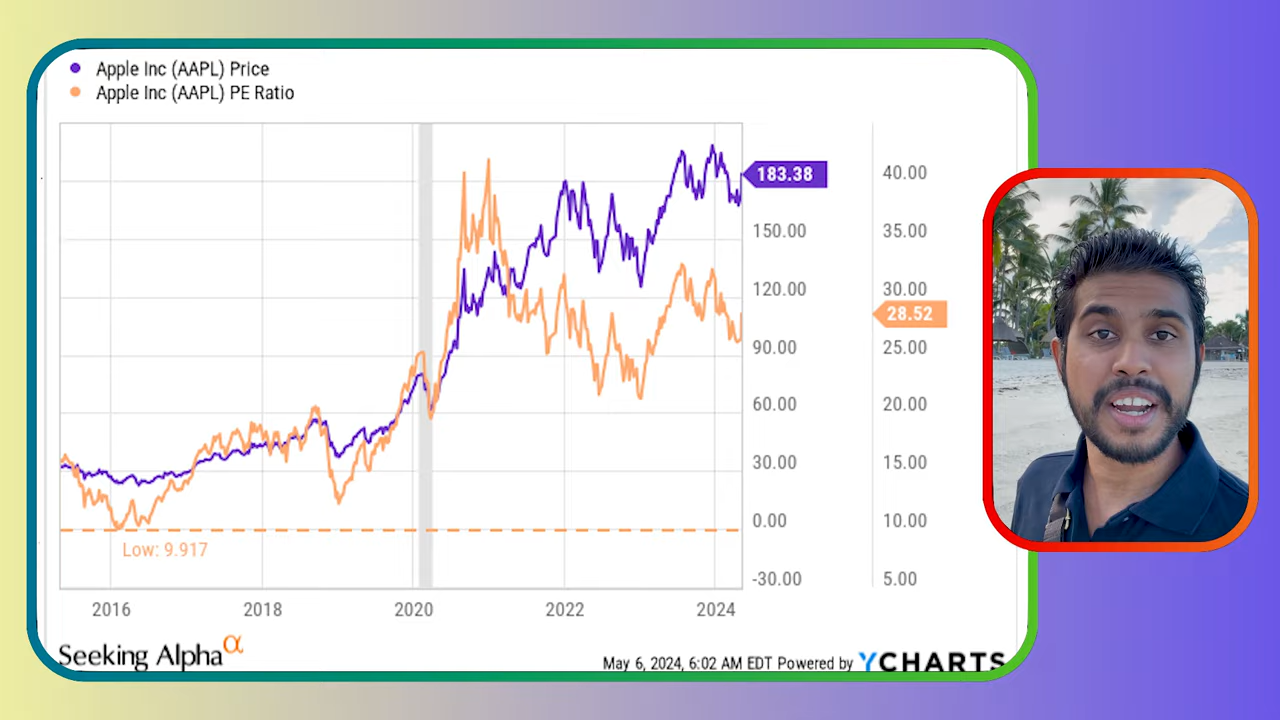 Apple Inc (AAPL) Price
Apple Inc (AAPL) PE Ratio
183.38
40.00
150.00
35.00
120.00
30.00
28.52
90.00
25.00
60.00
20.00
30.00
15.00
0.00
10.00
Low: 9.917
-30.00
5.00
2016 2018 2020 2022 2024
Seeking Alpha α
May 6, 2024, 6:02 AM EDT Powered by YCHARTS